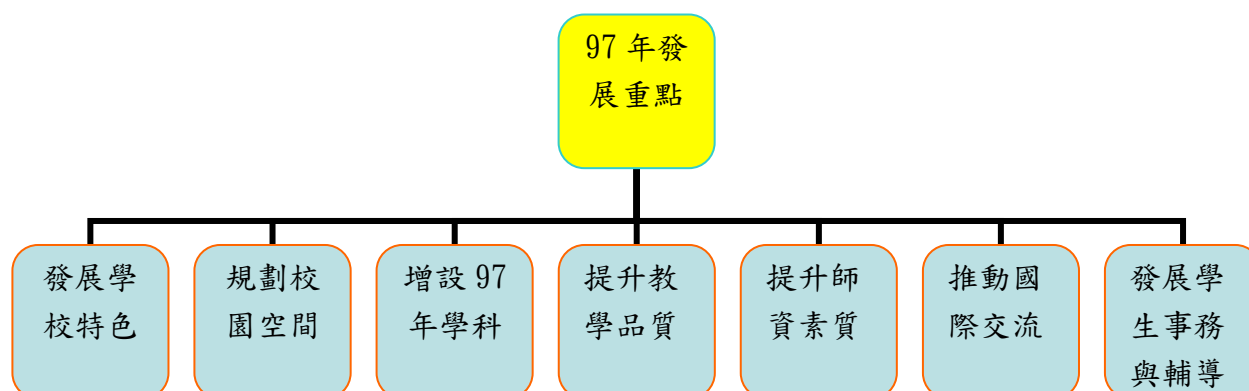 97 年發
展重點
發展學
校特色
規劃校
園空間
增設 97
年學科
提升教
學品質
提升師
資素質
推動國
際交流
發展學
生事務
與輔導